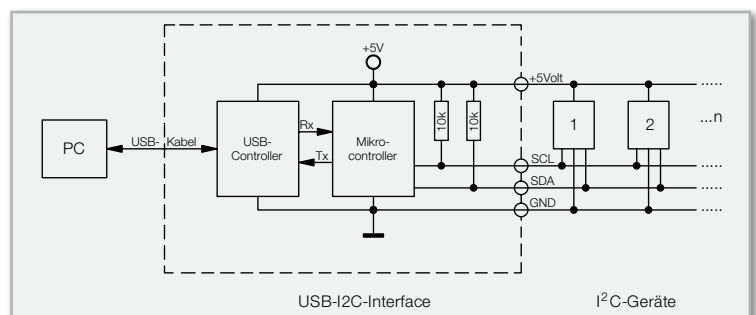 +5V
+5Volt
PC
USB- Kabel
USB-
Controller
Rx
Tx
Mikro-
controller
10k
10k
SCL
SDA
GND
1
2
.....
...n
.....
.....
.....
USB-I2C-Interface
I²C-Geräte